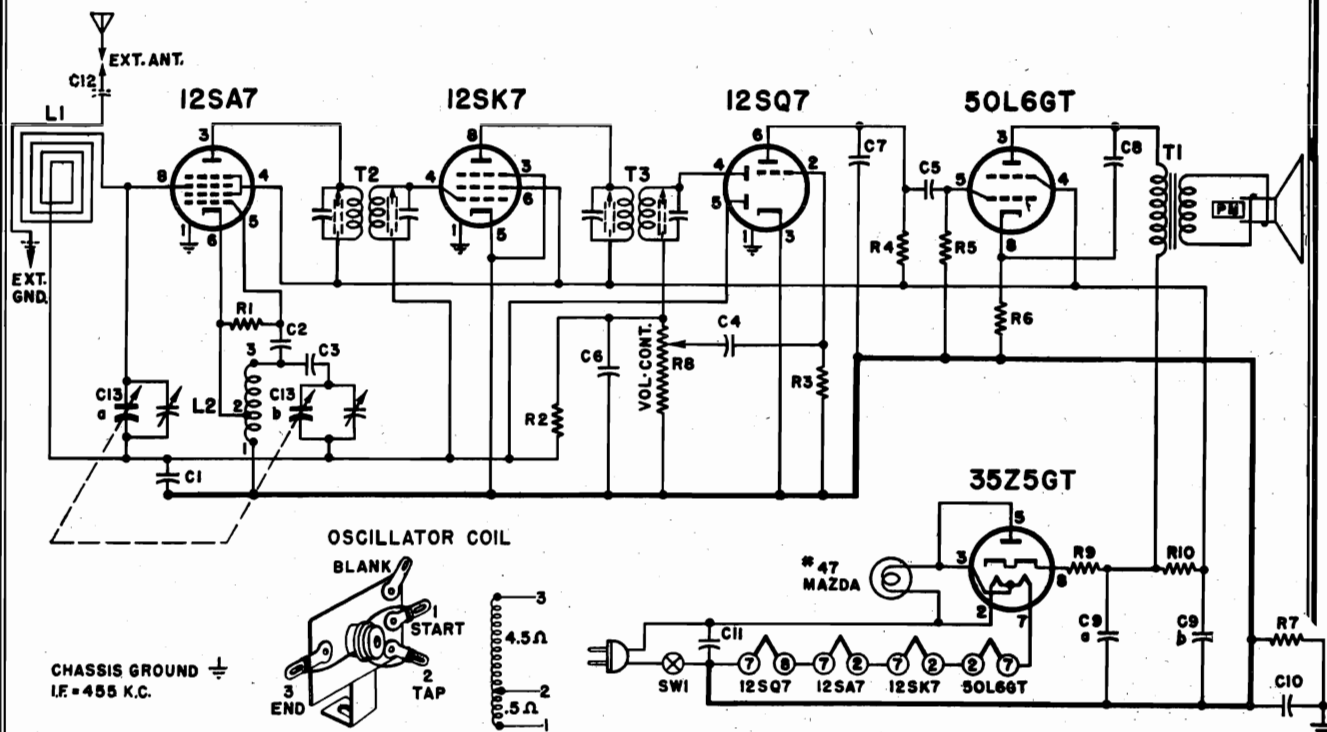 EXT. ANT.
C12
L1
12SA7
12SK7
12SQ7
50L6GT
3
8
6
3
C7
C8
T1
8
4
T2
4
3
6
T3
4
2
5
C5
5
4
PM
1
6
5
1
5
1
3
8
R4
R5
EXT.
GND.
R1
C2
R6
3
C3
C6
VOL-CONT.
R8
C4
R3
C13
a
L2
2
C13
b
R2
1
C1
35Z5GT
OSCILLATOR COIL
BLANK
5
#47
MAZDA
3
8
R9
R10
1
START
3
2
7
4.5Ω
C11
C9
a
C9
b
R7
CHASSIS GROUND
I.F. = 455 K.C.
2
TAP
3
END
2
.5Ω
1
SW1
7
8
7
2
7
2
2
7
12SQ7
12SA7
12SK7
50L6GT
C10